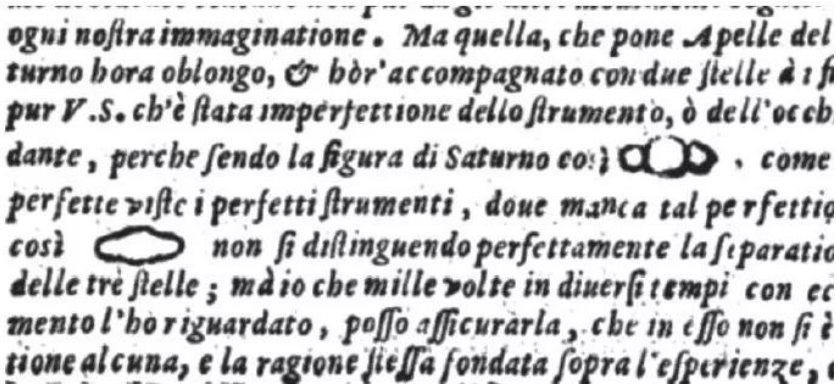 ogni noſtra immaginatione. Ma quella, che pone Apelle del
turno hora oblongo, & hòr'accompagnato con due ſtelle à i fi
pur V.S. ch'è ſtata imperfettione dello ſtrumento, ò dell'occh
dante, perche ſendo la figura di Saturno coſì . come
perfette viſte i perfetti ſtrumenti, doue manca tal perfettio
così non ſi diſtinguendo perfettamente la ſeparatio
delle trè ſtelle; mà io che mille volte in diuerſi tempi con ec
mento l'hò riguardato, poſſo aſſicurarla, che in eſſo non ſi è
tione alcuna, e la ragione ſteſſa fondata ſopra l'eſperienze,